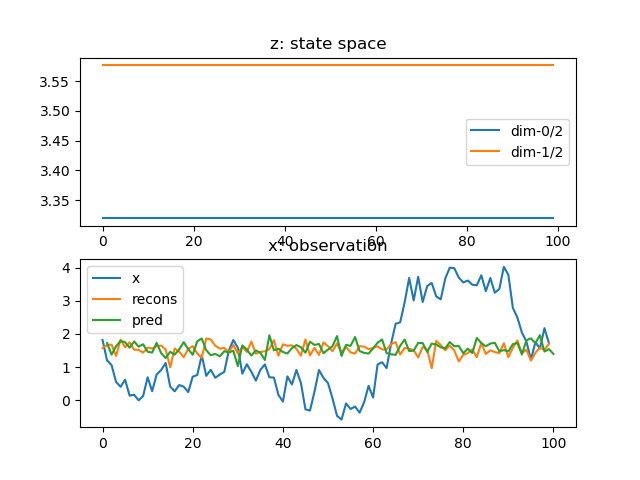 z: state space
3.55
3.50
3.45
3.40
3.35
dim-0/2
dim-1/2
0 20 40 60 80 100
x: observation
4
3
2
1
0
x
recons
pred
0 20 40 60 80 100